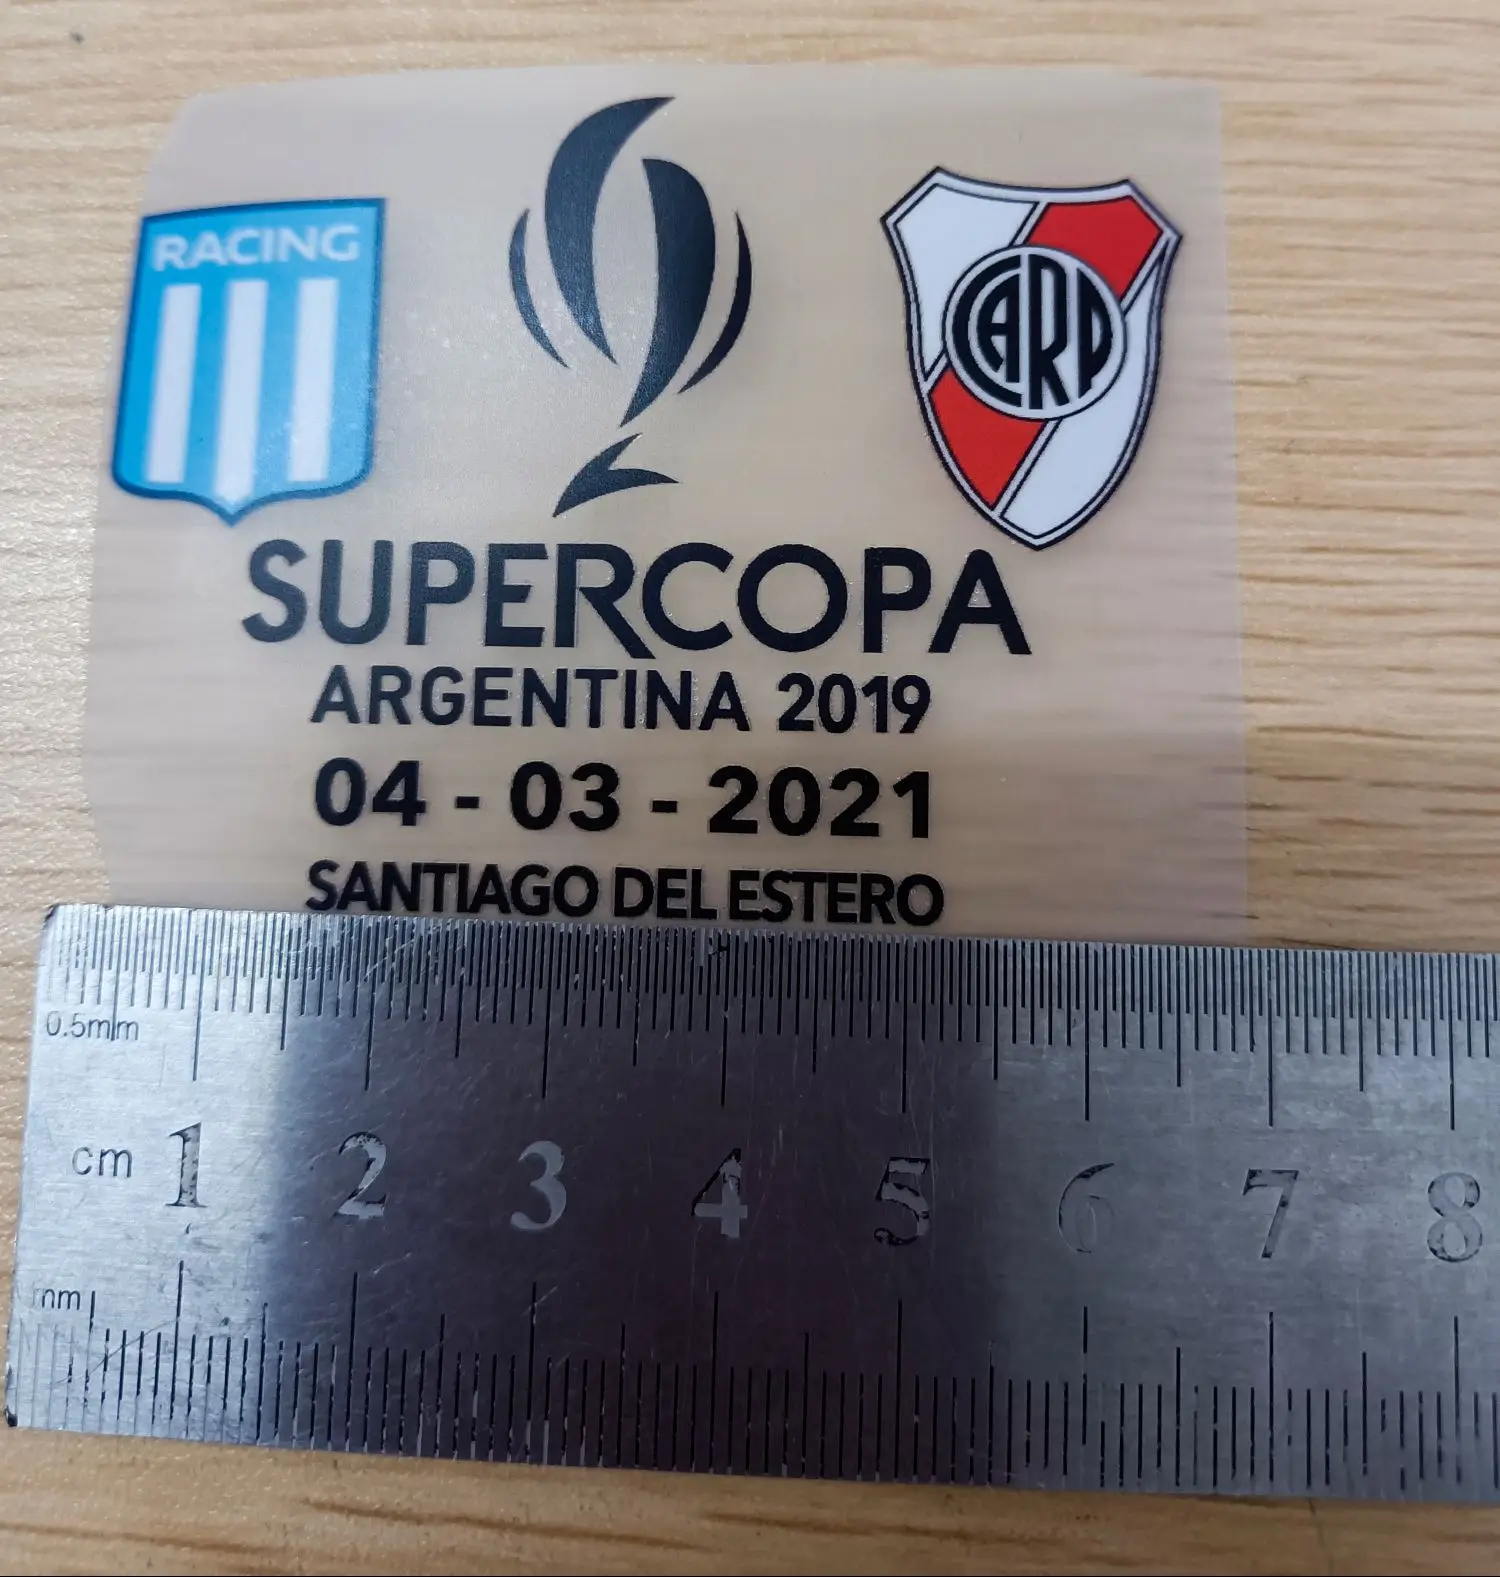 RACING
CARP
SUPERCOPA
ARGENTINA 2019
04 - 03 - 2021
SANTIAGO DEL ESTERO
0.5mm
cm 1 2 3 4 5 6 7 8
mm